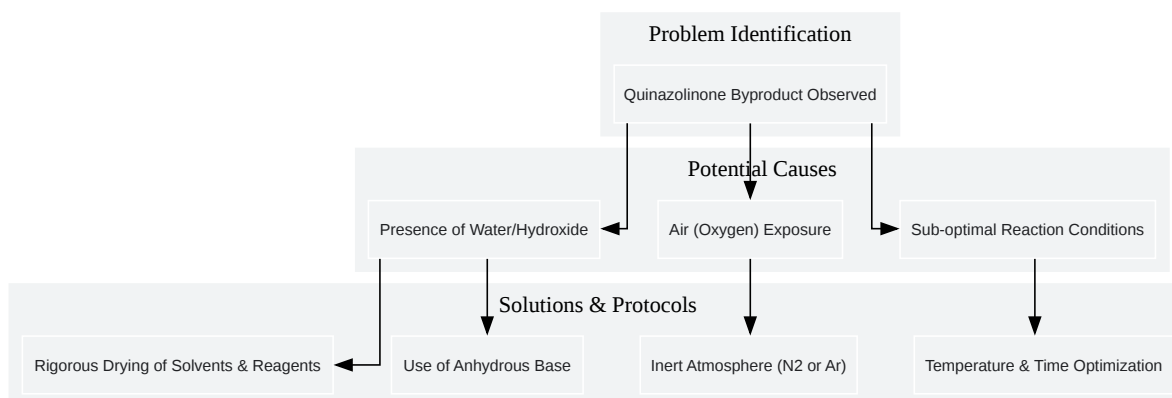 Problem Identification
Quinazolinone Byproduct Observed
Potential Causes
Presence of Water/Hydroxide
Air (Oxygen) Exposure
Sub-optimal Reaction Conditions
Solutions & Protocols
Rigorous Drying of Solvents & Reagents
Use of Anhydrous Base
Inert Atmosphere (N2 or Ar)
Temperature & Time Optimization